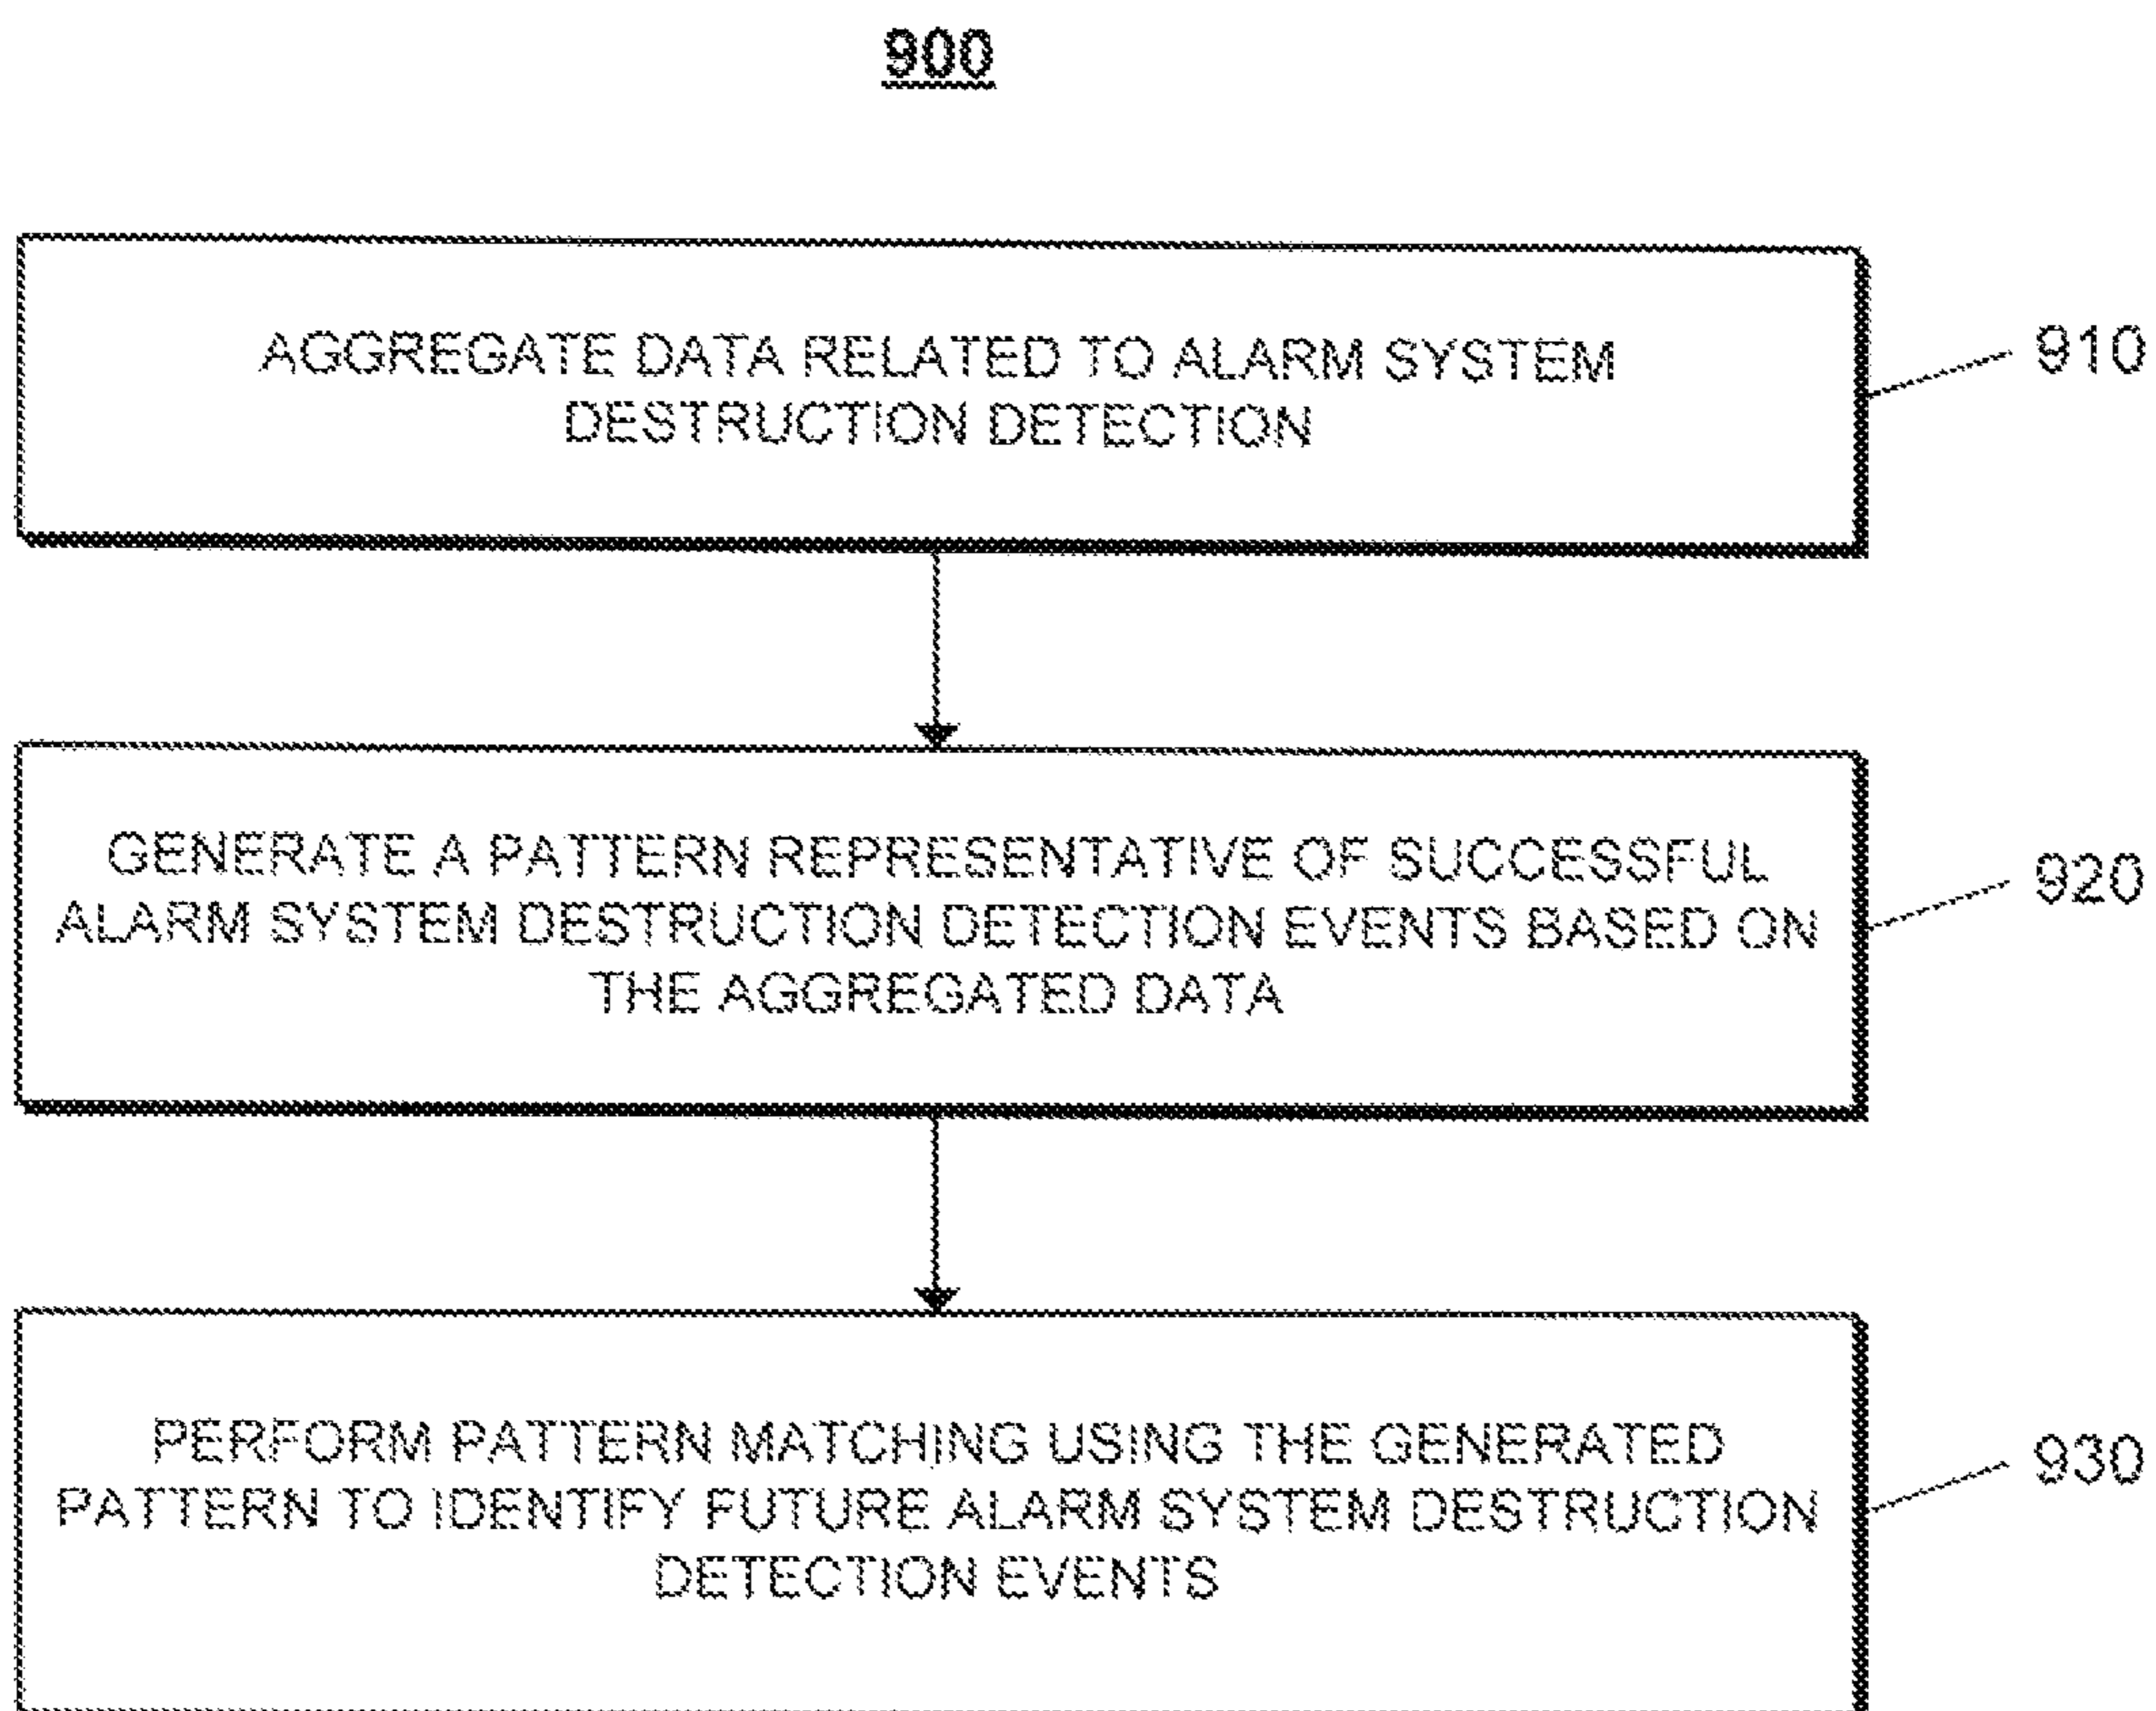 900
AGGREGATE DATA RELATED TO ALARM SYSTEM
DESTRUCTION DETECTION
910
GENERATE A PATTERN REPRESENTATIVE OF SUCCESSFUL
ALARM SYSTEM DESTRUCTION DETECTION EVENTS BASED ON
THE AGGREGATED DATA
920
PERFORM PATTERN MATCHING USING THE GENERATED
PATTERN TO IDENTIFY FUTURE ALARM SYSTEM DESTRUCTION
DETECTION EVENTS
930